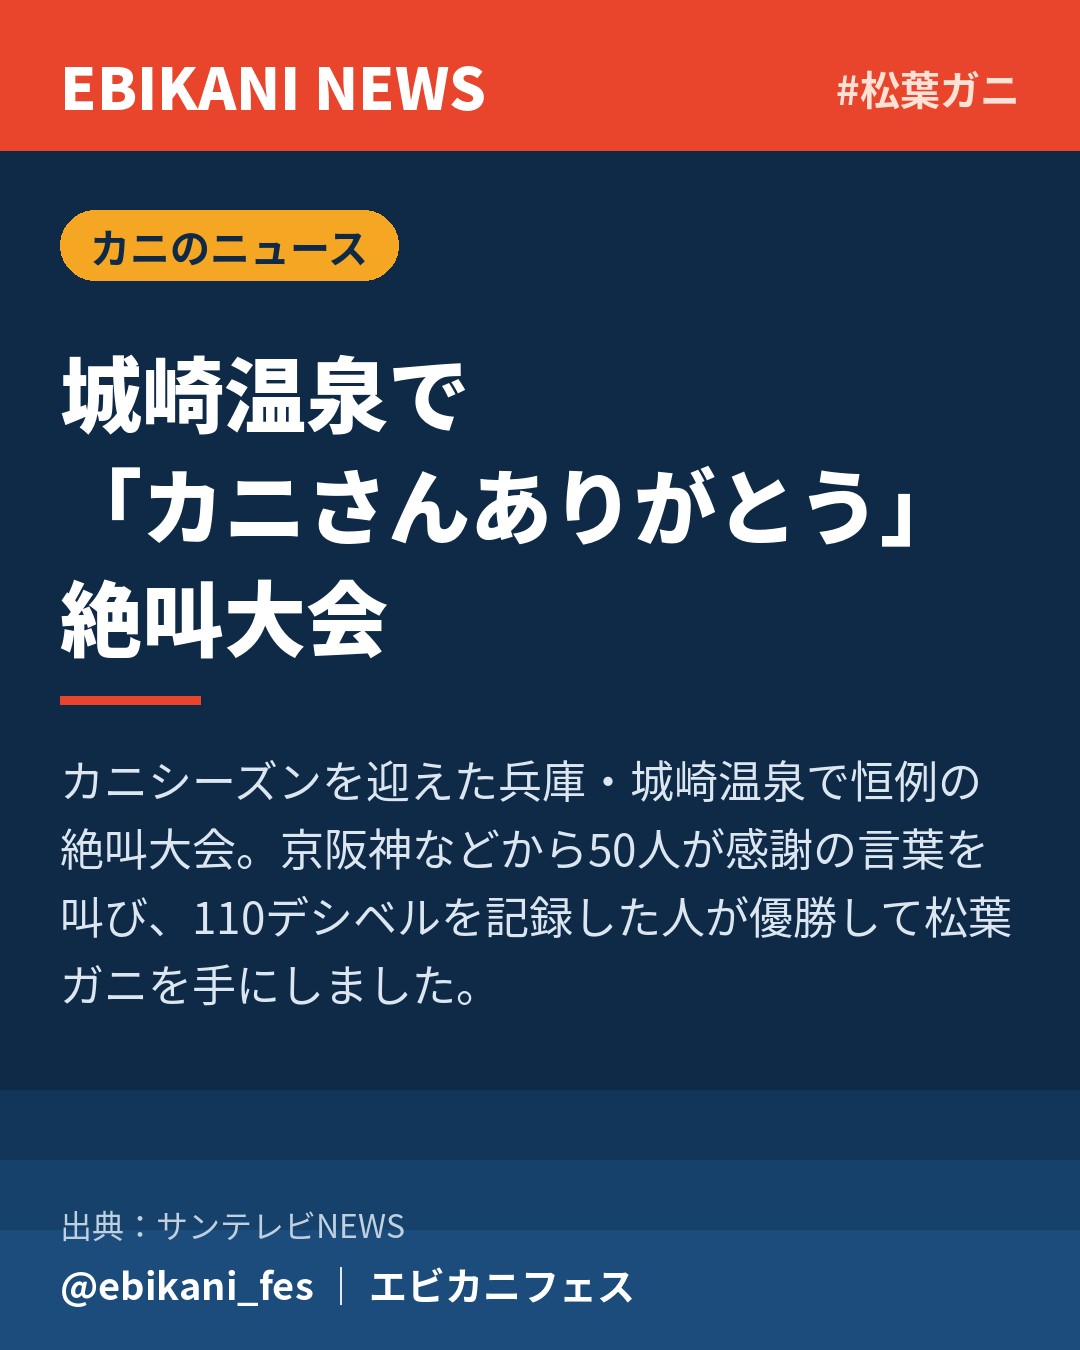 EBIKANI NEWS
#松葉ガニ
カニのニュース
城崎温泉で
「カニさんありがとう」
絶叫大会
カニシーズンを迎えた兵庫・城崎温泉で恒例の
絶叫大会。京阪神などから50人が感謝の言葉を
叫び、110デシベルを記録した人が優勝して松葉
ガニを手にしました。
出典：サンテレビNEWS
@ebikani_fes｜エビカニフェス